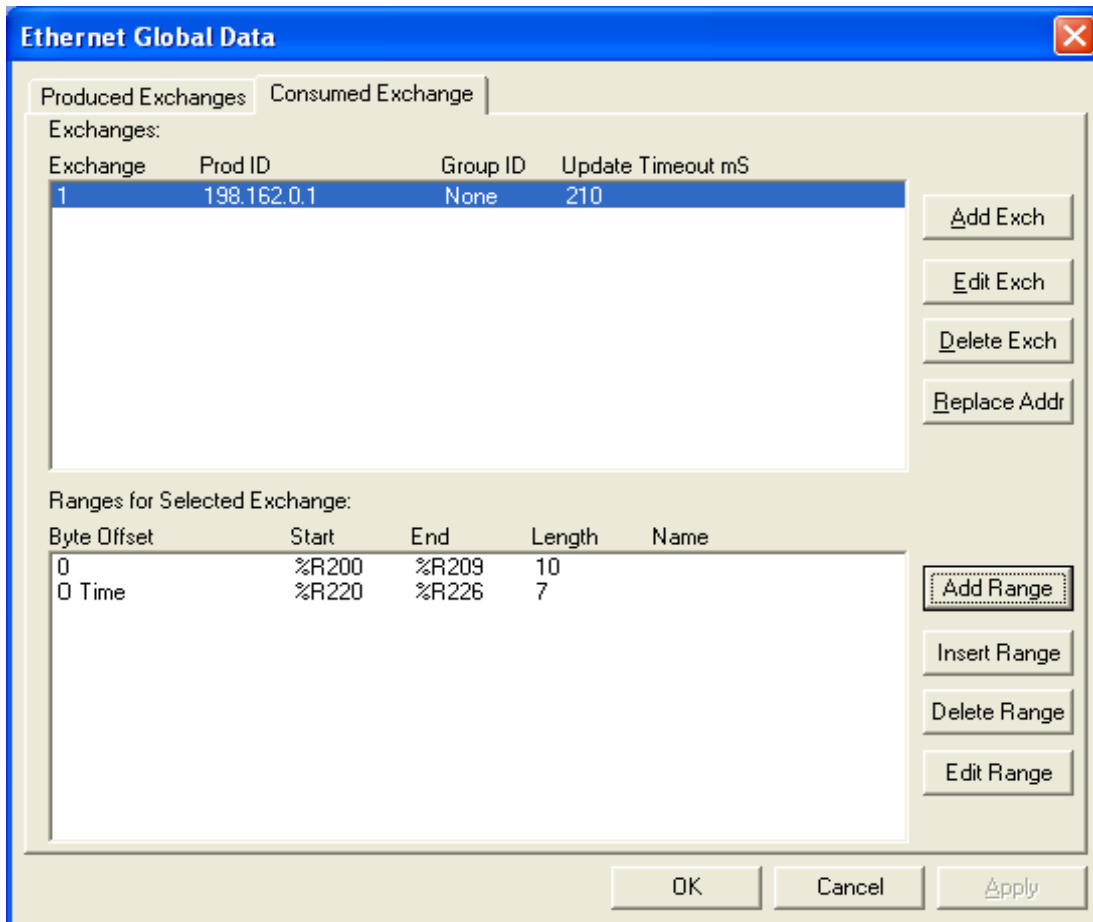 Ethernet Global Data
Produced Exchanges Consumed Exchange
Exchanges:
Exchange Prod ID Group ID Update Timeout mS
1 198.162.0.1 None 210
Add Exch
Edit Exch
Delete Exch
Replace Addr
Ranges for Selected Exchange:
Byte Offset Start End Length Name
0 %R200 %R209 10
0 Time %R220 %R226 7
Add Range
Insert Range
Delete Range
Edit Range
OK Cancel Apply